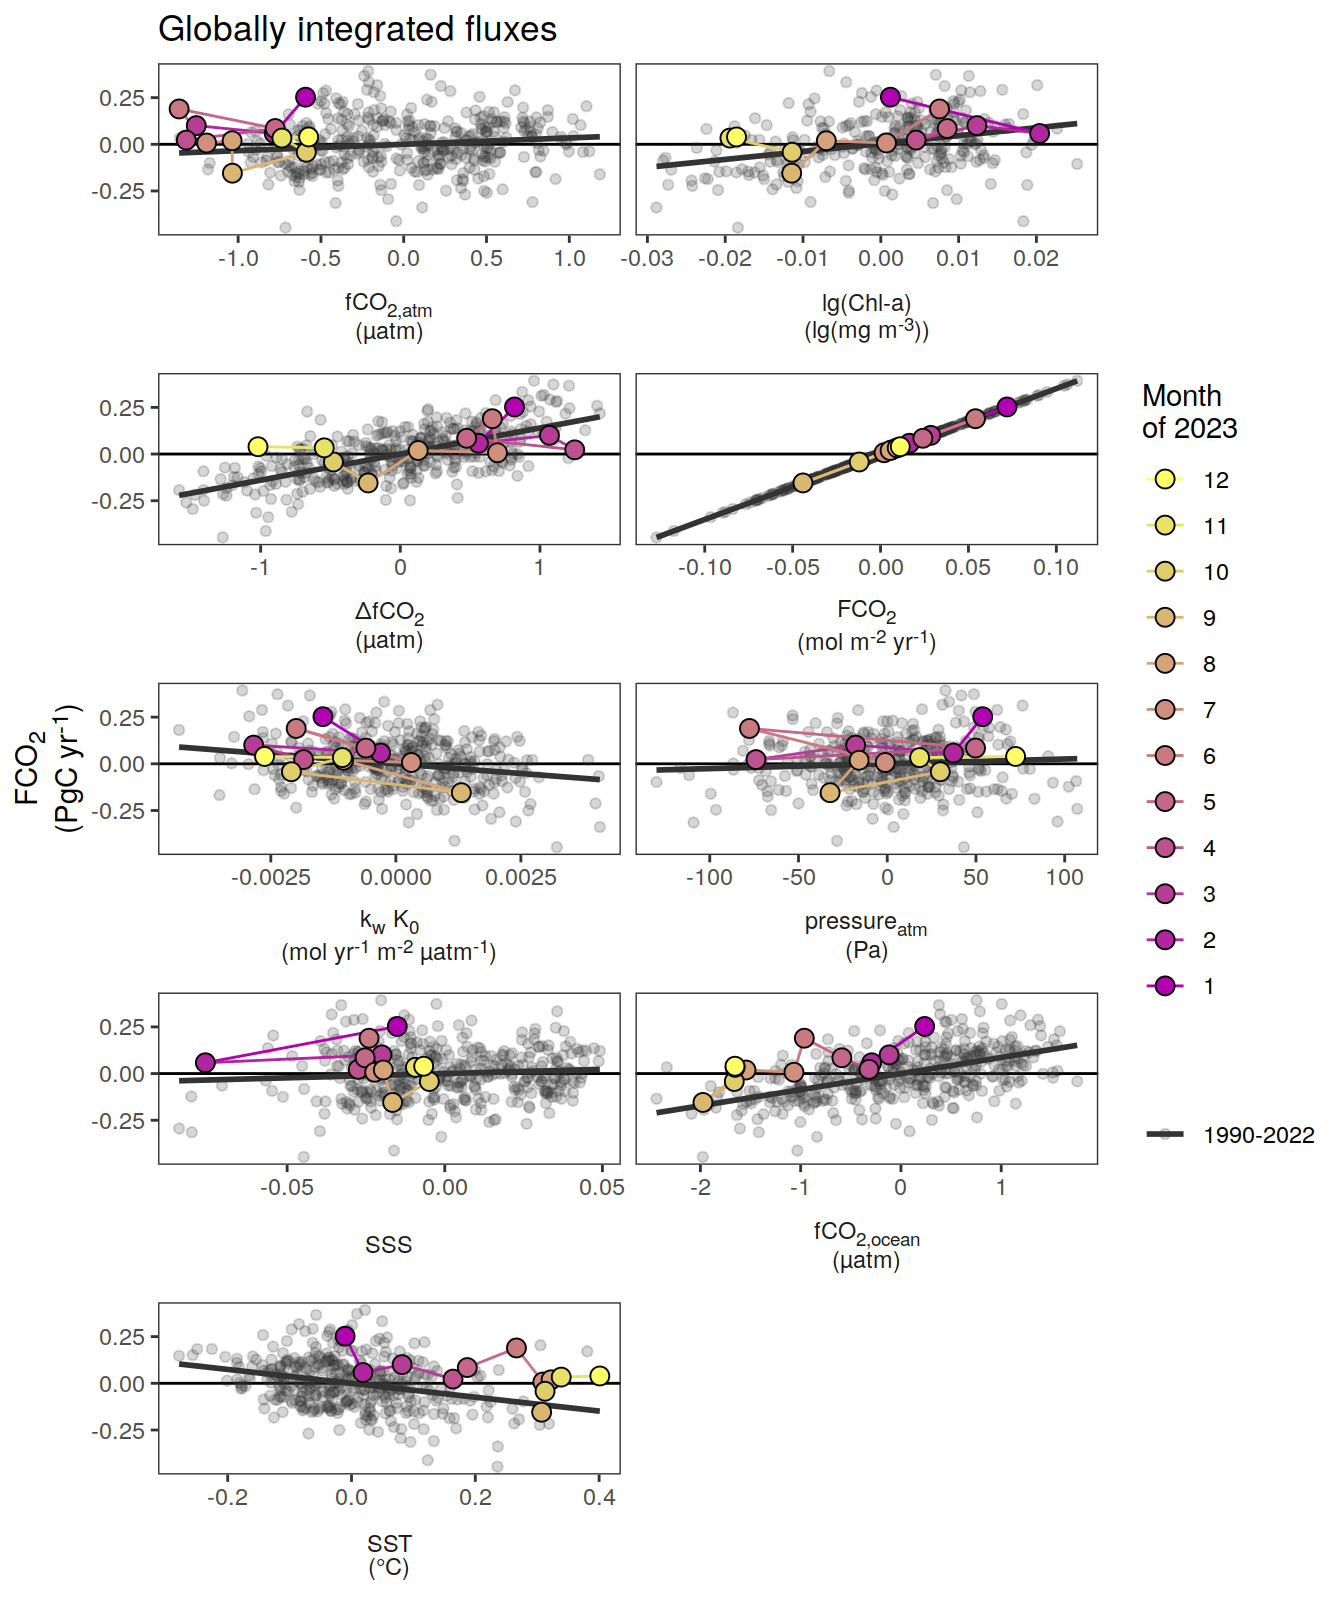 Globally integrated fluxes
0.25
0.00
-0.25
-1.0 -0.5 0.0 0.5 1.0
-0.03 -0.02 -0.01 0.00 0.01 0.02
fCO2,atm
(µatm)
lg(Chl-a)
(lg(mg m-3))
0.25
0.00
-0.25
-1 0 1
-0.10 -0.05 0.00 0.05 0.10
ΔfCO2
(µatm)
FCO2
(mol m-2 yr-1)
FCO2
(PgC yr-1)
0.25
0.00
-0.25
-0.0025 0.0000 0.0025
-100 -50 0 50 100
kw K0
(mol yr-1 m-2 µatm-1)
pressureatm
(Pa)
0.25
0.00
-0.25
-0.05 0.00 0.05
-2 -1 0 1
SSS
fCO2,ocean
(µatm)
0.25
0.00
-0.25
-0.2 0.0 0.2 0.4
SST
(°C)
Month
of 2023
12
11
10
9
8
7
6
5
4
3
2
1
1990-2022